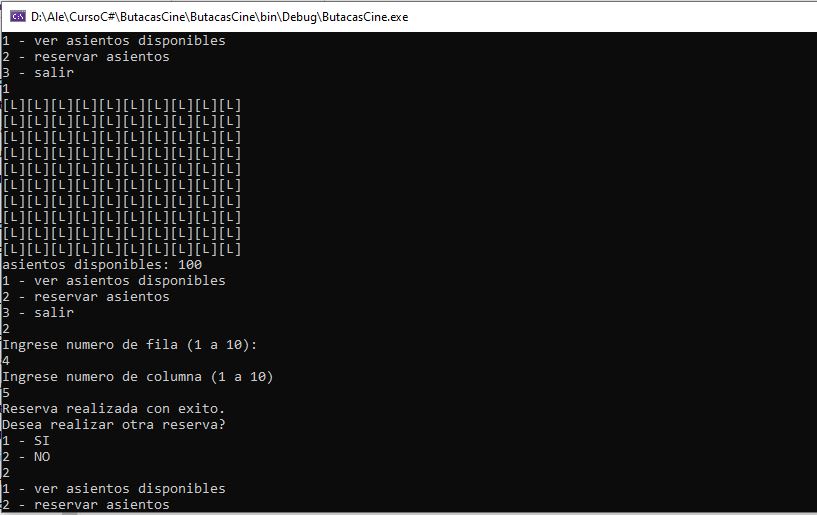 D:\Ale\CursoC#\ButacasCine\ButacasCine\bin\Debug\ButacasCine.exe
1 - ver asientos disponibles
2 - reservar asientos
3 - salir
1
[L][L][L][L][L][L][L][L][L][L]
[L][L][L][L][L][L][L][L][L][L]
[L][L][L][L][L][L][L][L][L][L]
[L][L][L][L][L][L][L][L][L][L]
[L][L][L][L][L][L][L][L][L][L]
[L][L][L][L][L][L][L][L][L][L]
[L][L][L][L][L][L][L][L][L][L]
[L][L][L][L][L][L][L][L][L][L]
[L][L][L][L][L][L][L][L][L][L]
[L][L][L][L][L][L][L][L][L][L]
asientos disponibles: 100
1 - ver asientos disponibles
2 - reservar asientos
3 - salir
2
Ingrese numero de fila (1 a 10):
4
Ingrese numero de columna (1 a 10)
5
Reserva realizada con exito.
Desea realizar otra reserva?
1 - SI
2 - NO
2
1 - ver asientos disponibles
2 - reservar asientos